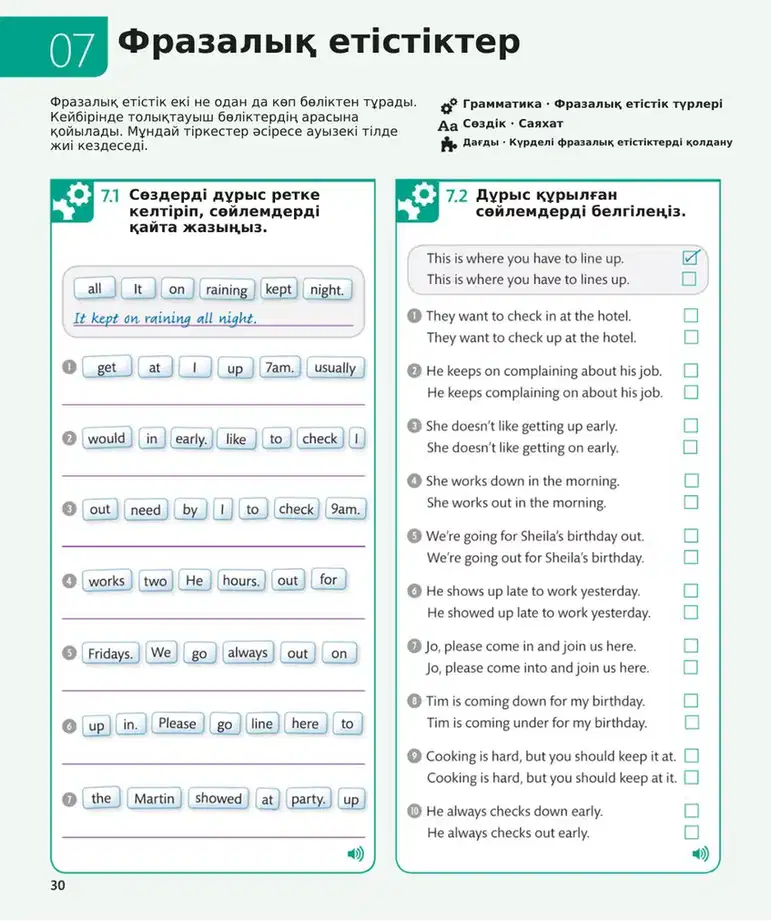 07 Фразалық етістіктер
Фразалық етістік екі не одан да көп бөліктен тұрады.
Кейбірінде толықтауыш бөліктердің арасына
қойылады. Мұндай тіркестер әсіресе ауызекі тілде
жиі кездеседі.
Грамматика · Фразалық етістік түрлері
Aa Сөздік · Саяхат
Дағды · Күрделі фразалық етістіктерді қолдану
7.1 Сөздерді дұрыс ретке
келтіріп, сөйлемдерді
қайта жазыңыз.
all It on raining kept night.
It kept on raining all night.
1 get at I up 7am. usually
2 would in early. like to check I
3 out need by I to check 9am.
4 works two He hours. out for
5 Fridays. We go always out on
6 up in. Please go line here to
7 the Martin showed at party. up
7.2 Дұрыс құрылған
сөйлемдерді белгілеңіз.
This is where you have to line up.
This is where you have to lines up.
1 They want to check in at the hotel.
They want to check up at the hotel.
2 He keeps on complaining about his job.
He keeps complaining on about his job.
3 She doesn't like getting up early.
She doesn't like getting on early.
4 She works down in the morning.
She works out in the morning.
5 We're going for Sheila's birthday out.
We're going out for Sheila's birthday.
6 He shows up late to work yesterday.
He showed up late to work yesterday.
7 Jo, please come in and join us here.
Jo, please come into and join us here.
8 Tim is coming down for my birthday.
Tim is coming under for my birthday.
9 Cooking is hard, but you should keep it at.
Cooking is hard, but you should keep at it.
10 He always checks down early.
He always checks out early.
30